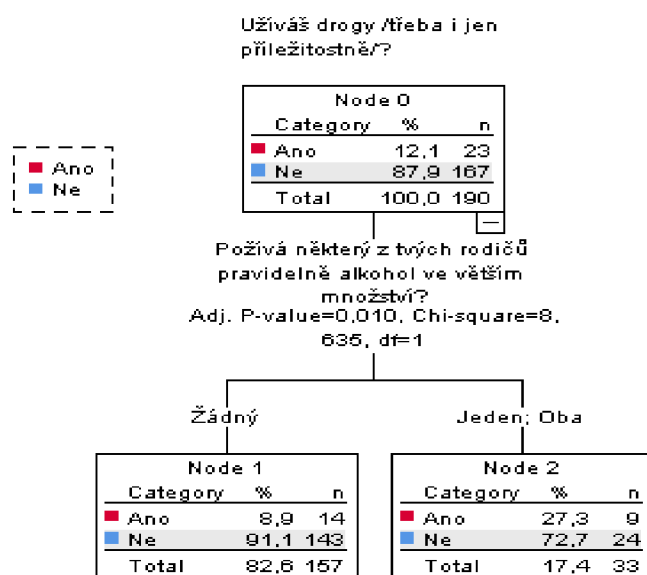 Užíváš drogy /třeba i jen
příležitostně/?
Node 0
Category % n
Ano 12,1 23
Ne 87,9 167
Total 100,0 190
Ano
Ne
Požívá některý z tvých rodičů
pravidelně alkohol ve větším
množství?
Adj. P-value=0,010, Chi-square=8,
635, df=1
Žádný
Jeden; Oba
Node 1
Category % n
Ano 8,9 14
Ne 91,1 143
Total 82,6 157
Node 2
Category % n
Ano 27,3 9
Ne 72,7 24
Total 17,4 33